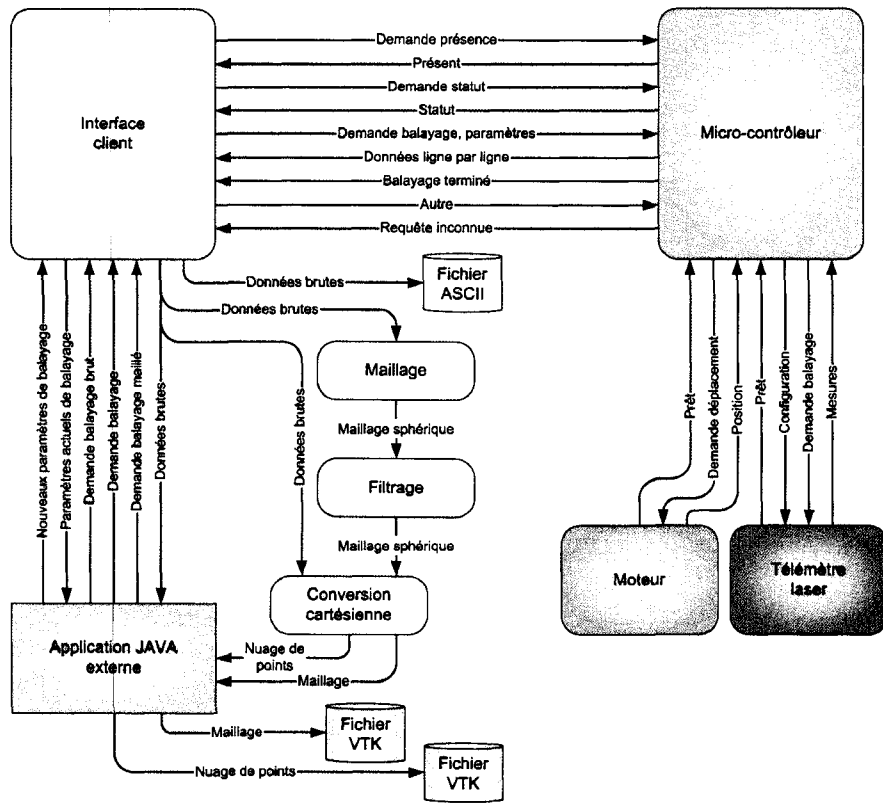 Demande présence
Présent
Demande statut
Statut
Interface
client
Demande balayage, paramètres
Micro-contrôleur
Données ligne par ligne
Balayage terminé
Autre
Requête inconnue
Données brutes
Fichier
ASCII
Données brutes
Nouveaux paramètres de balayage
Paramètres actuels de balayage
Demande balayage brut
Demande balayage
Demande balayage maillé
Données brutes
Données brutes
Maillage
Maillage sphérique
Filtrage
Maillage sphérique
Conversion
cartésienne
Prêt
Demande déplacement
Position
Prêt
Configuration
Demande balayage
Mesures
Moteur
Télémètre
laser
Application JAVA
externe
Nuage de
points
Maillage
Maillage
Fichier
VTK
Nuage de points
Fichier
VTK